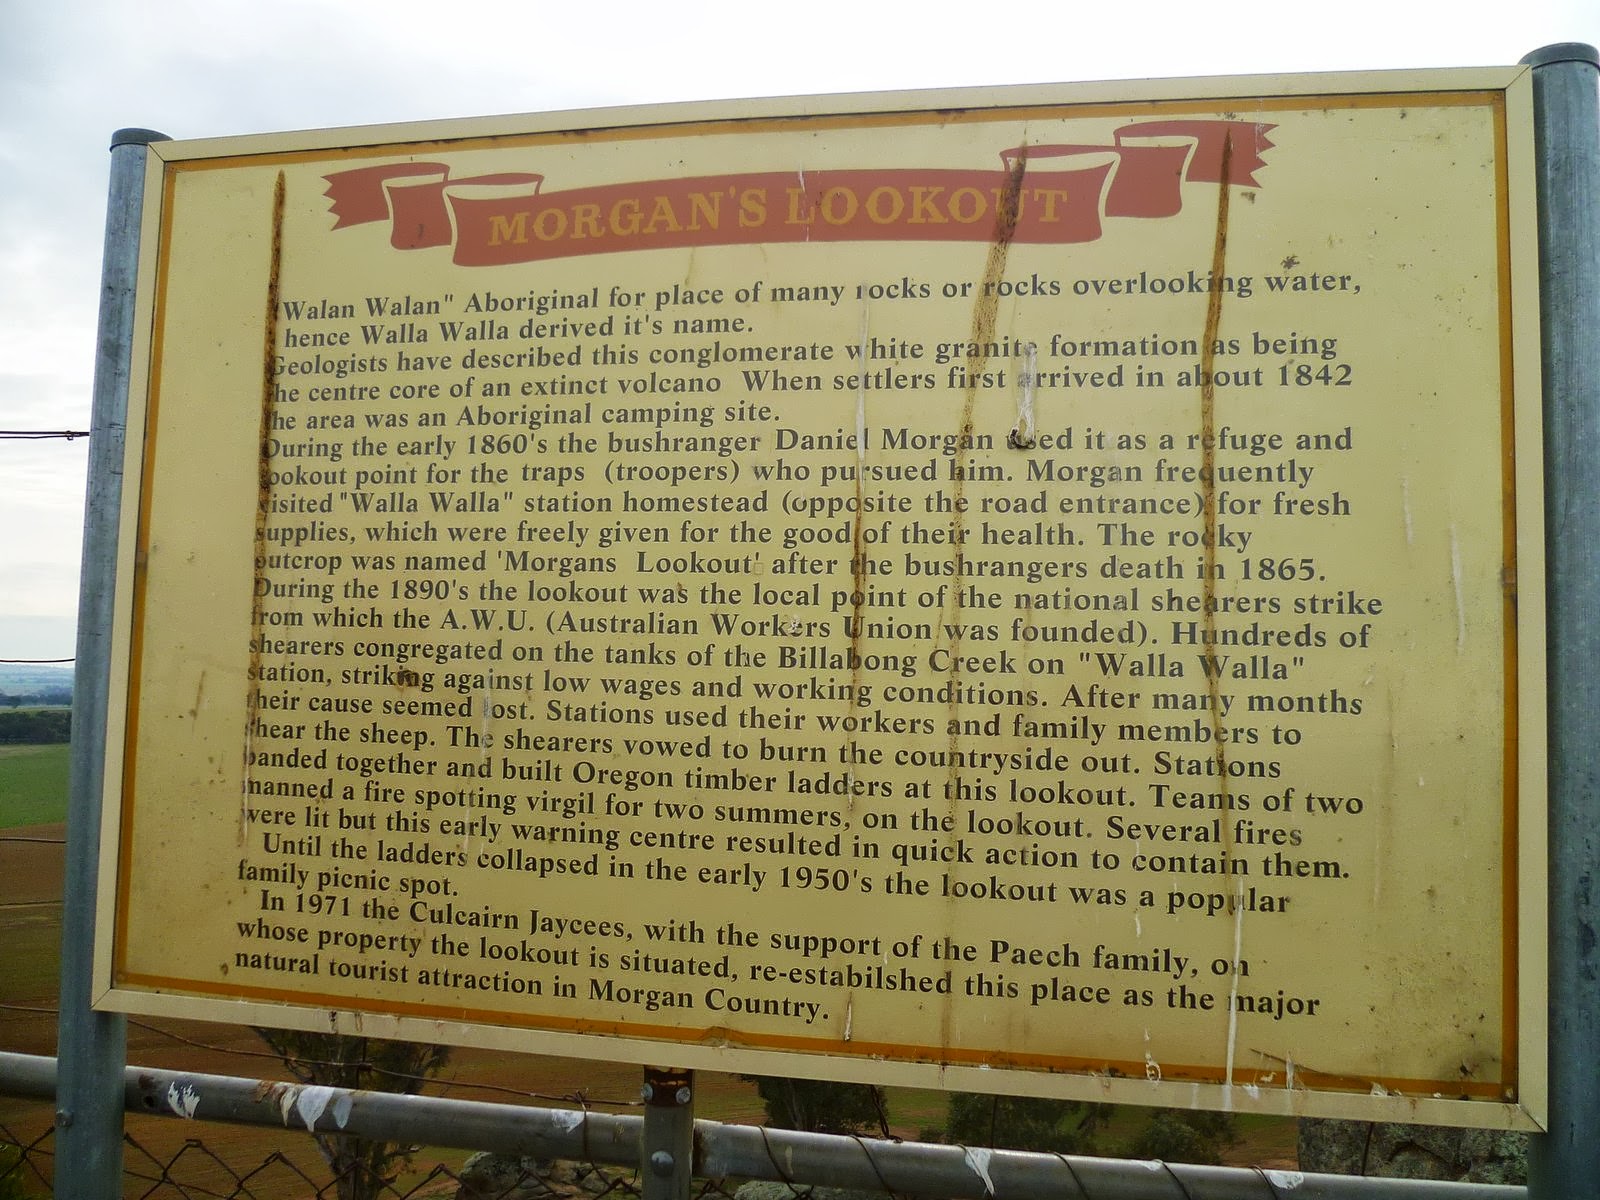 MORGAN'S LOOKOUT
"Walan Walan" Aboriginal for place of many rocks or rocks overlooking water,
hence Walla Walla derived it's name.
Geologists have described this conglomerate white granite formation as being
the centre core of an extinct volcano When settlers first arrived in about 1842
the area was an Aboriginal camping site.
During the early 1860's the bushranger Daniel Morgan used it as a refuge and
lookout point for the traps (troopers) who pursued him. Morgan frequently
visited "Walla Walla" station homestead (opposite the road entrance) for fresh
supplies, which were freely given for the good of their health. The rocky
outcrop was named 'Morgans Lookout' after the bushrangers death in 1865.
During the 1890's the lookout was the local point of the national shearers strike
from which the A.W.U. (Australian Workers Union was founded). Hundreds of
shearers congregated on the tanks of the Billabong Creek on "Walla Walla"
station, striking against low wages and working conditions. After many months
their cause seemed lost. Stations used their workers and family members to
shear the sheep. The shearers vowed to burn the countryside out. Stations
banded together and built Oregon timber ladders at this lookout. Teams of two
manned a fire spotting virgil for two summers, on the lookout. Several fires
were lit but this early warning centre resulted in quick action to contain them.
Until the ladders collapsed in the early 1950's the lookout was a popular
family picnic spot.
In 1971 the Culcairn Jaycees, with the support of the Paech family, on
whose property the lookout is situated, re-estabilshed this place as the major
natural tourist attraction in Morgan Country.